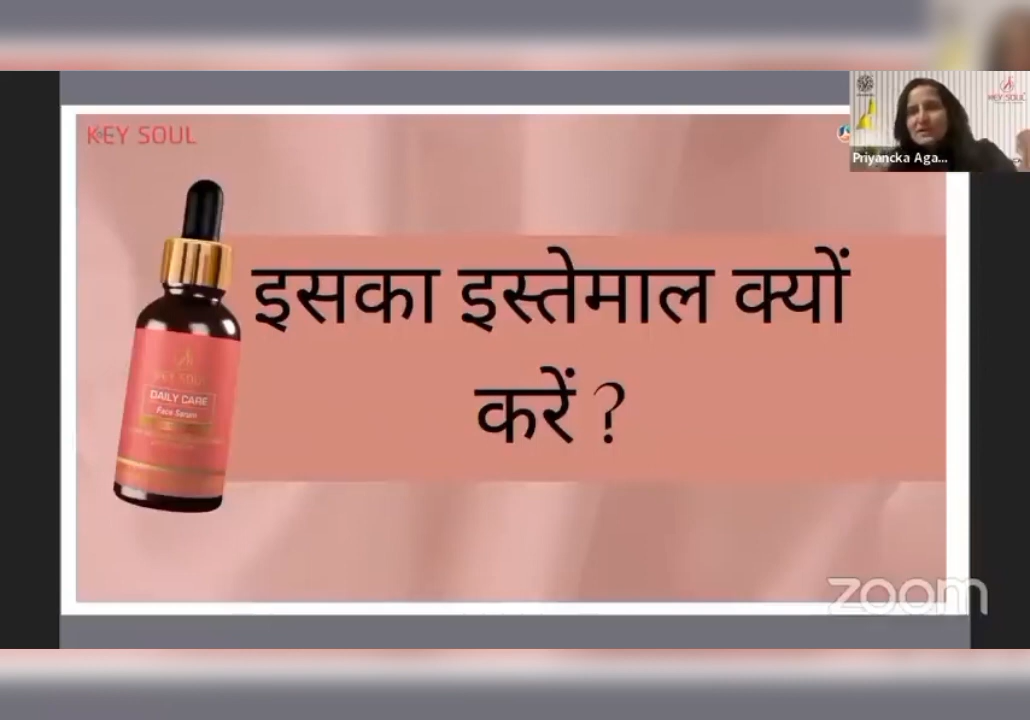 KEY SOUL
KEY SOUL
Priyancka Aga...
इसका इस्तेमाल क्यों
करें ?
KEY SOUL
DAILY CARE
Face Serum
zoom